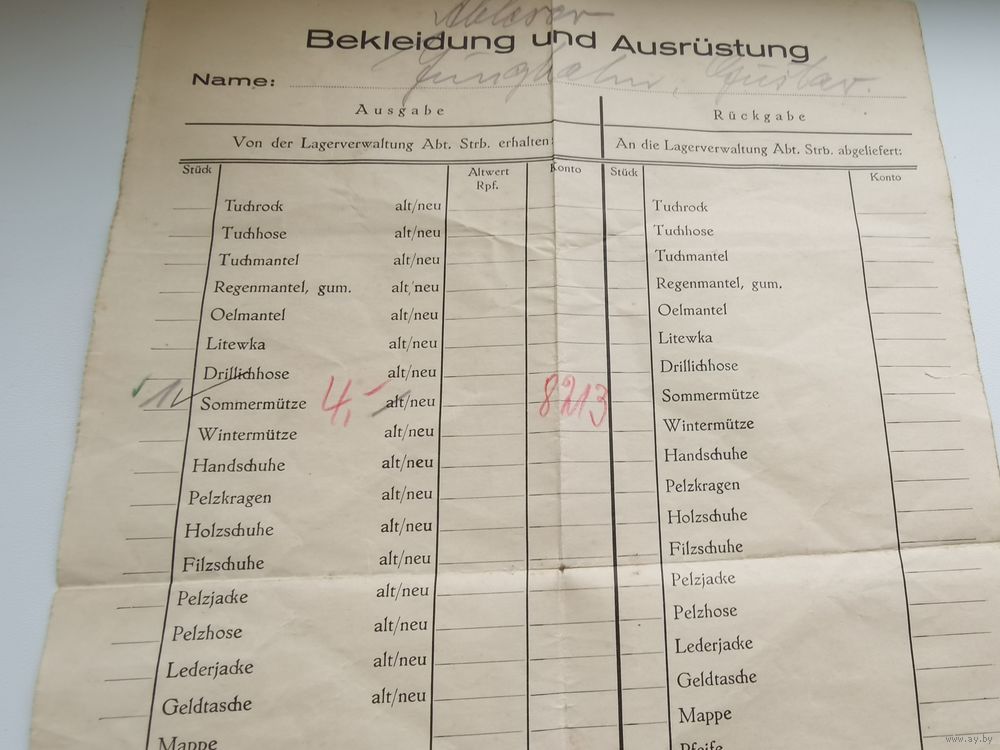 Bekleidung und Ausrüstung
Name: Gustav.
Ausgabe Rückgabe
Von der Lagerverwaltung Abt. Strb. erhalten: An die Lagerverwaltung Abt. Strb. abgeliefert:
Stück Altwert Rpf. Konto Stück Konto
Tuchrock alt/neu Tuchrock
Tuchhose alt/neu Tuchhose
Tuchmantel alt/neu Tuchmantel
Regenmantel, gum. alt/neu Regenmantel, gum.
Oelmantel alt/neu Oelmantel
Litewka alt/neu Litewka
Drillichhose alt/neu Drillichhose
1 Sommermütze 4,- alt/neu 8213 Sommermütze
Wintermütze alt/neu Wintermütze
Handschuhe alt/neu Handschuhe
Pelzkragen alt/neu Pelzkragen
Holzschuhe alt/neu Holzschuhe
Filzschuhe alt/neu Filzschuhe
Pelzjacke alt/neu Pelzjacke
Pelzhose alt/neu Pelzhose
Lederjacke alt/neu Lederjacke
Geldtasche alt/neu Geldtasche
Mappe Mappe
Pfeife
www.ay.by